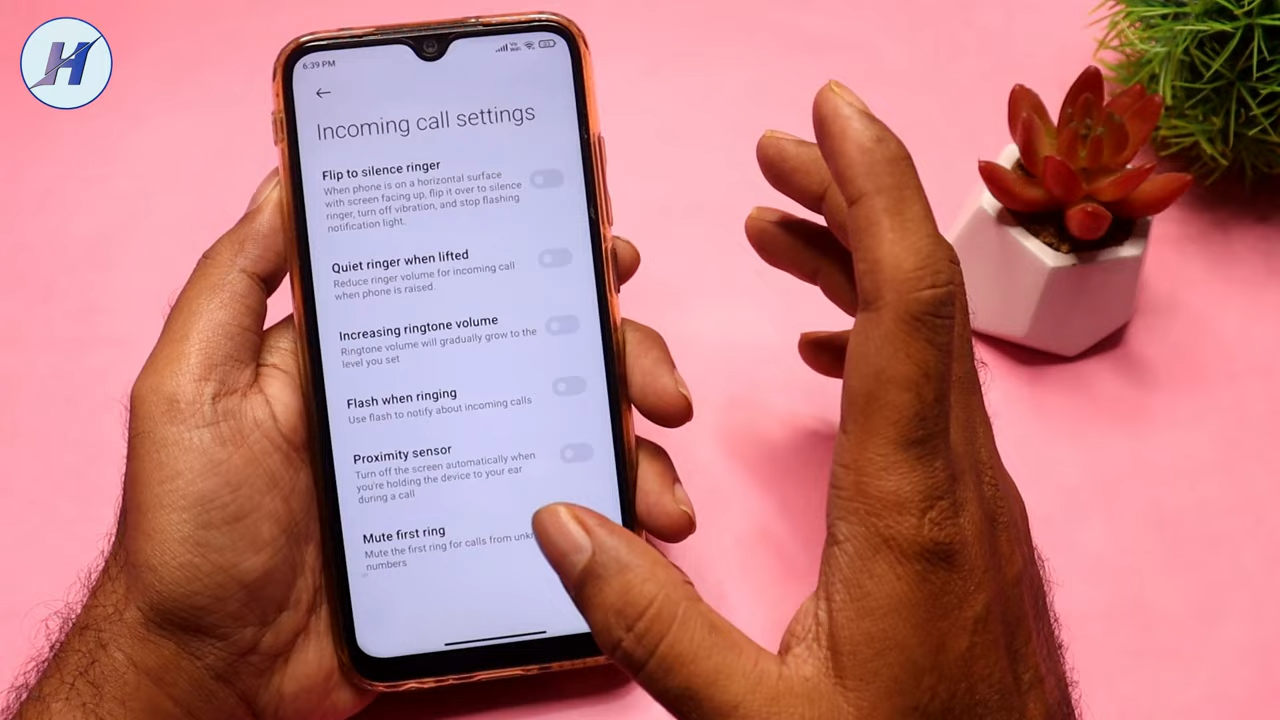 H
6:39 PM
Incoming call settings
Flip to silence ringer
When phone is on a horizontal surface
with screen facing up, flip it over to silence
ringer, turn off vibration, and stop flashing
notification light.
Quiet ringer when lifted
Reduce ringer volume for incoming call
when phone is raised.
Increasing ringtone volume
Ringtone volume will gradually grow to the
level you set
Flash when ringing
Use flash to notify about incoming calls
Proximity sensor
Turn off the screen automatically when
you're holding the device to your ear
during a call
Mute first ring
Mute the first ring for calls from
numbers